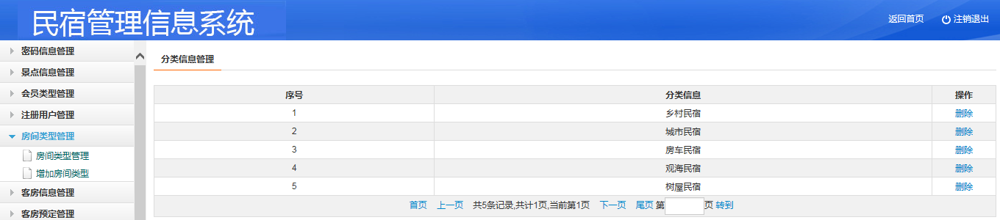 民宿管理信息系统
返回首页 注销退出
密码信息管理
景点信息管理
会员类型管理
注册用户管理
房间类型管理
房间类型管理
增加房间类型
客房信息管理
客房预定管理
分类信息管理
序号 分类信息 操作
1 乡村民宿 删除
2 城市民宿 删除
3 房车民宿 删除
4 观海民宿 删除
5 树屋民宿 删除
首页 上一页 共5条记录,共计1页,当前第1页 下一页 尾页 第 页 转到